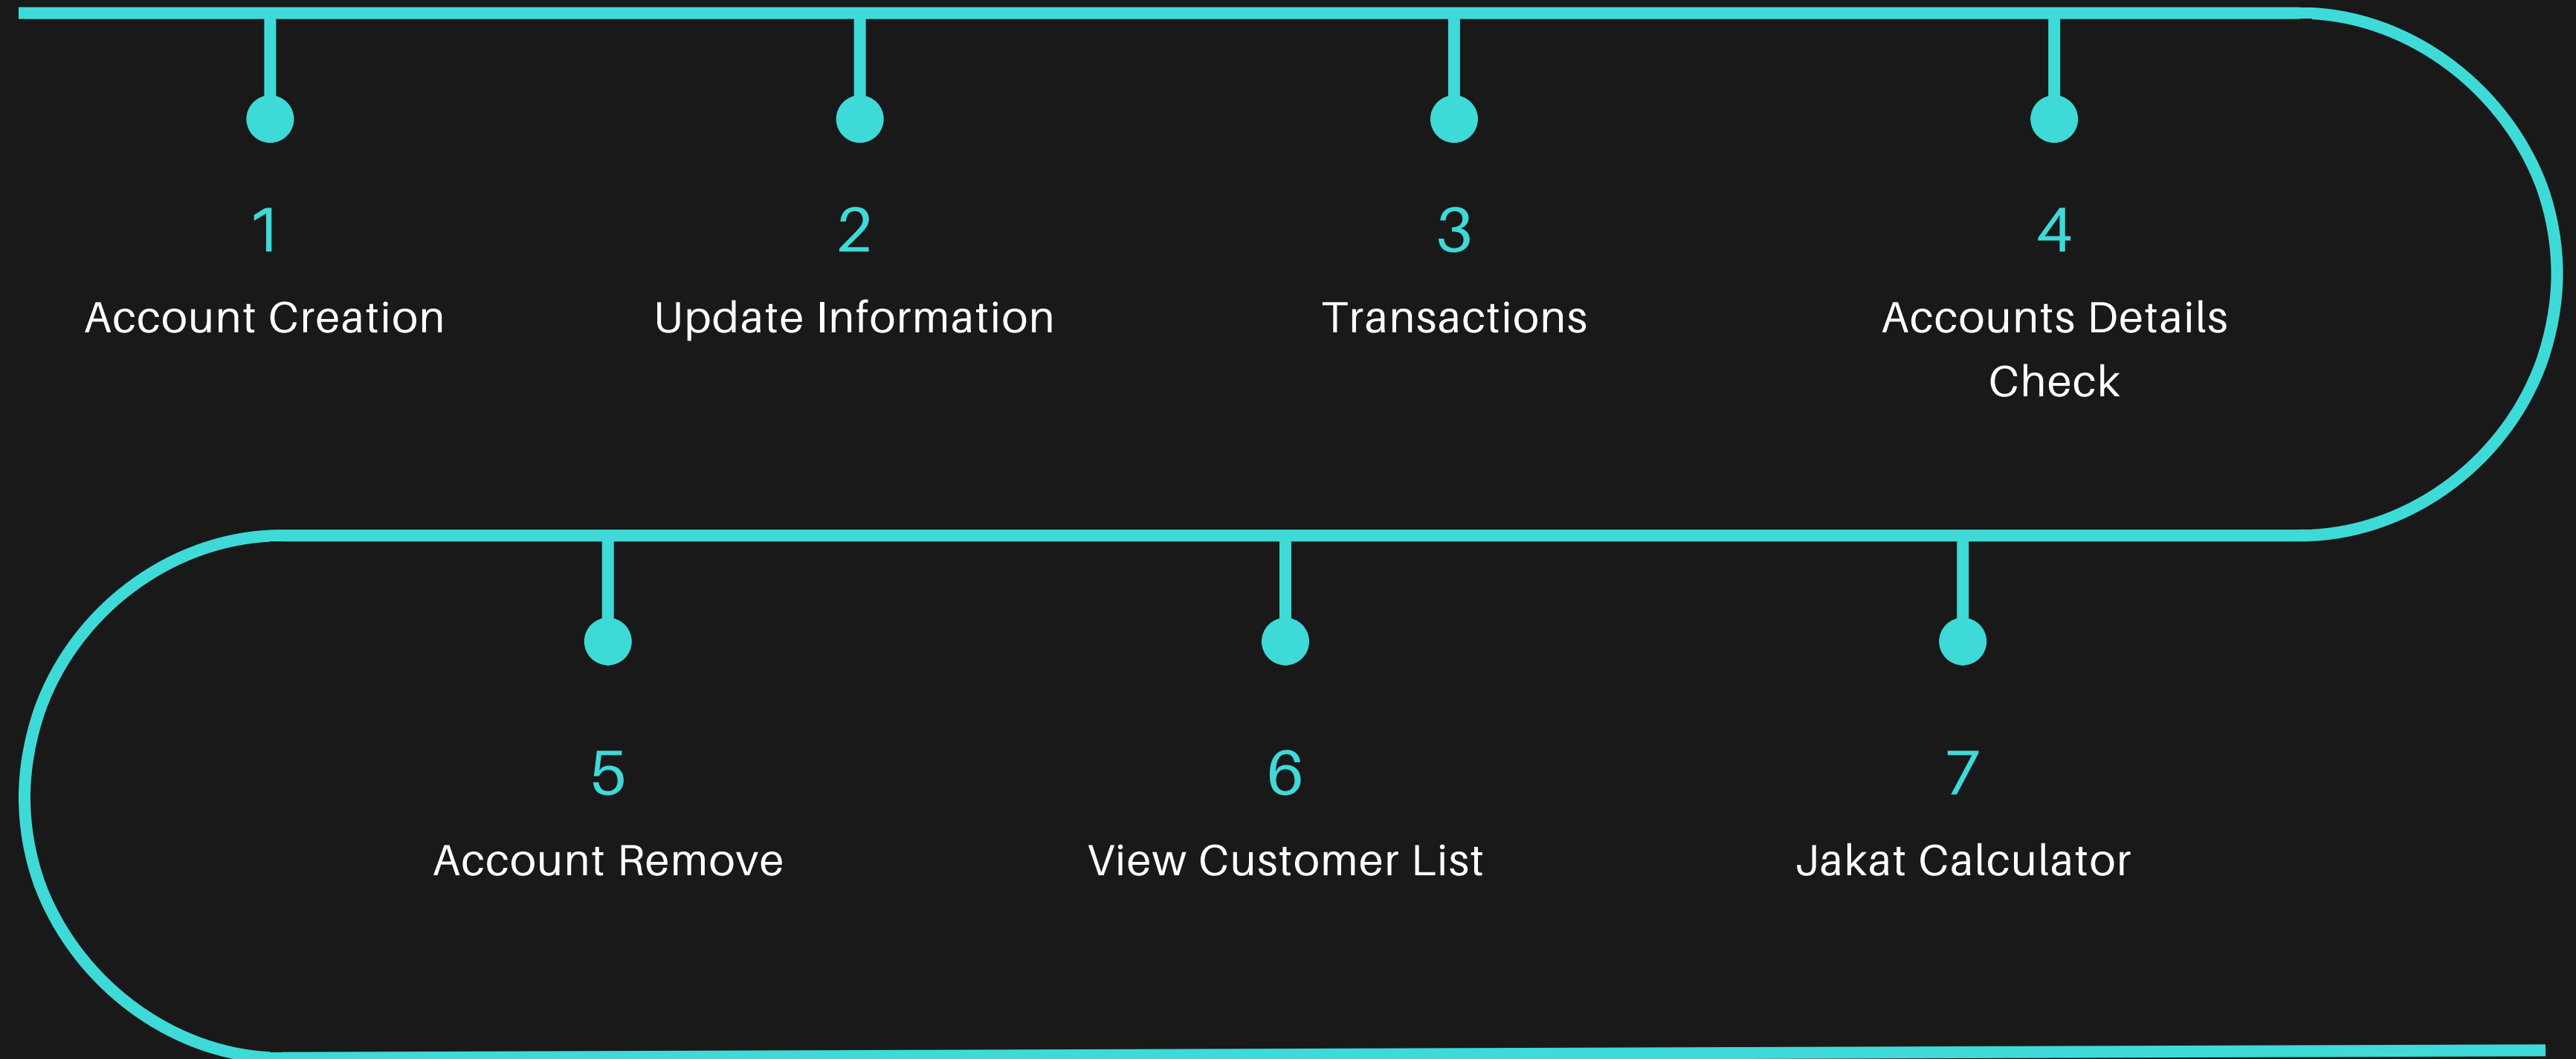 1
Account Creation
2
Update Information
3
Transactions
4
Accounts Details
Check
5
Account Remove
6
View Customer List
7
Jakat Calculator